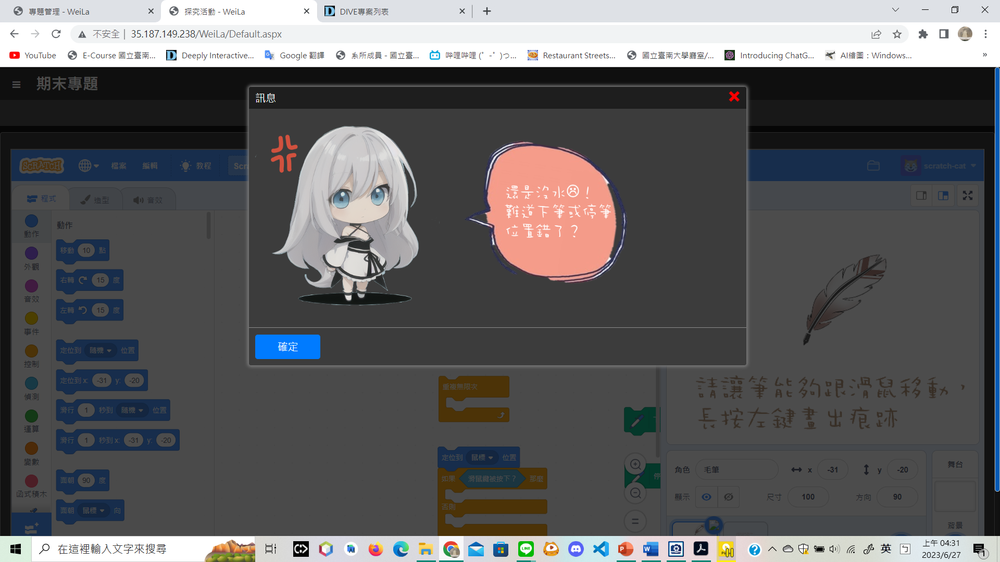 專題管理 - WeiLa
探究活動 - WeiLa
DIVE專案列表
不安全 | 35.187.149.238/WeiLa/Default.aspx
YouTube
E-Course 國立臺南...
Deeply Interactive...
Google 翻譯
系所成員 - 國立臺...
哔哩哔哩 (゜-゜)つ...
Restaurant Streets...
國立臺南大學廳室/...
Introducing ChatG...
AI繪圖：Windows...
»
期末專題
訊息
還是沒水☹！
難道下筆或停筆
位置錯了？
確定
SCRATCH
檔案
編輯
教程
Scr
scratch-cat
程式
造型
音效
動作
外觀
音效
事件
控制
偵測
運算
變數
函式積木
動作
移動 10 點
右轉 15 度
左轉 15 度
定位到 隨機 位置
定位到 x: -31 y: -20
滑行 1 秒到 隨機 位置
滑行 1 秒到 x: -31 y: -20
面朝 90 度
面朝 鼠標 向
重複無限次
定位到 鼠標 位置
如果 滑鼠鍵被按下？ 那麼
否則
停
請讓筆能夠跟滑鼠移動，
長按左鍵畫出痕跡
角色 毛筆 x -31 y -20
顯示 尺寸 100 方向 90
舞台
背景
在這裡輸入文字來搜尋
英
上午 04:31
2023/6/27
1